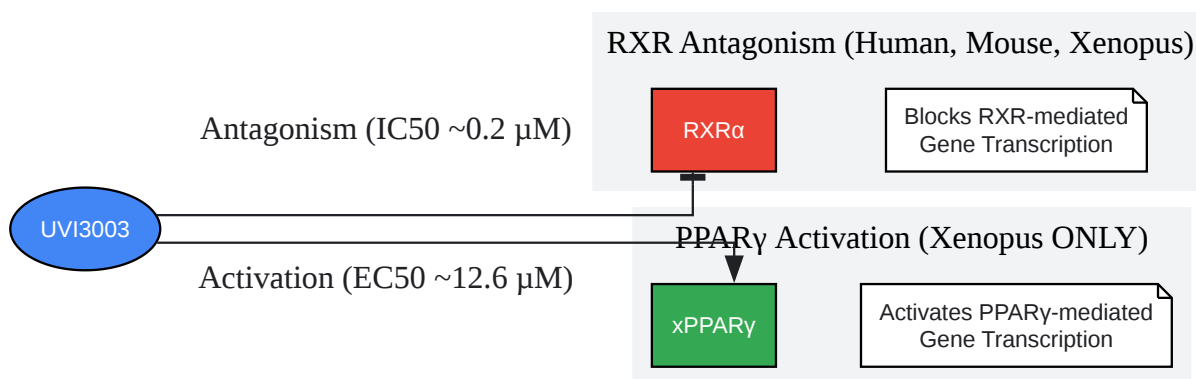 RXR Antagonism (Human, Mouse, Xenopus)
Antagonism (IC50 ~0.2 µM)
RXRα
Blocks RXR-mediated
Gene Transcription
UVI3003
PPARγ Activation (Xenopus ONLY)
Activation (EC50 ~12.6 µM)
xPPARγ
Activates PPARγ-mediated
Gene Transcription